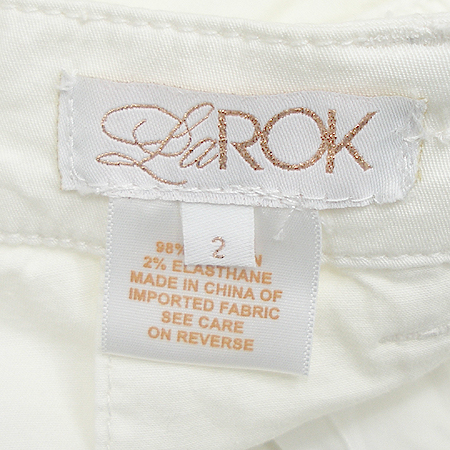 LaROK
2
98% N
2% ELASTHANE
MADE IN CHINA OF
IMPORTED FABRIC
SEE CARE
ON REVERSE